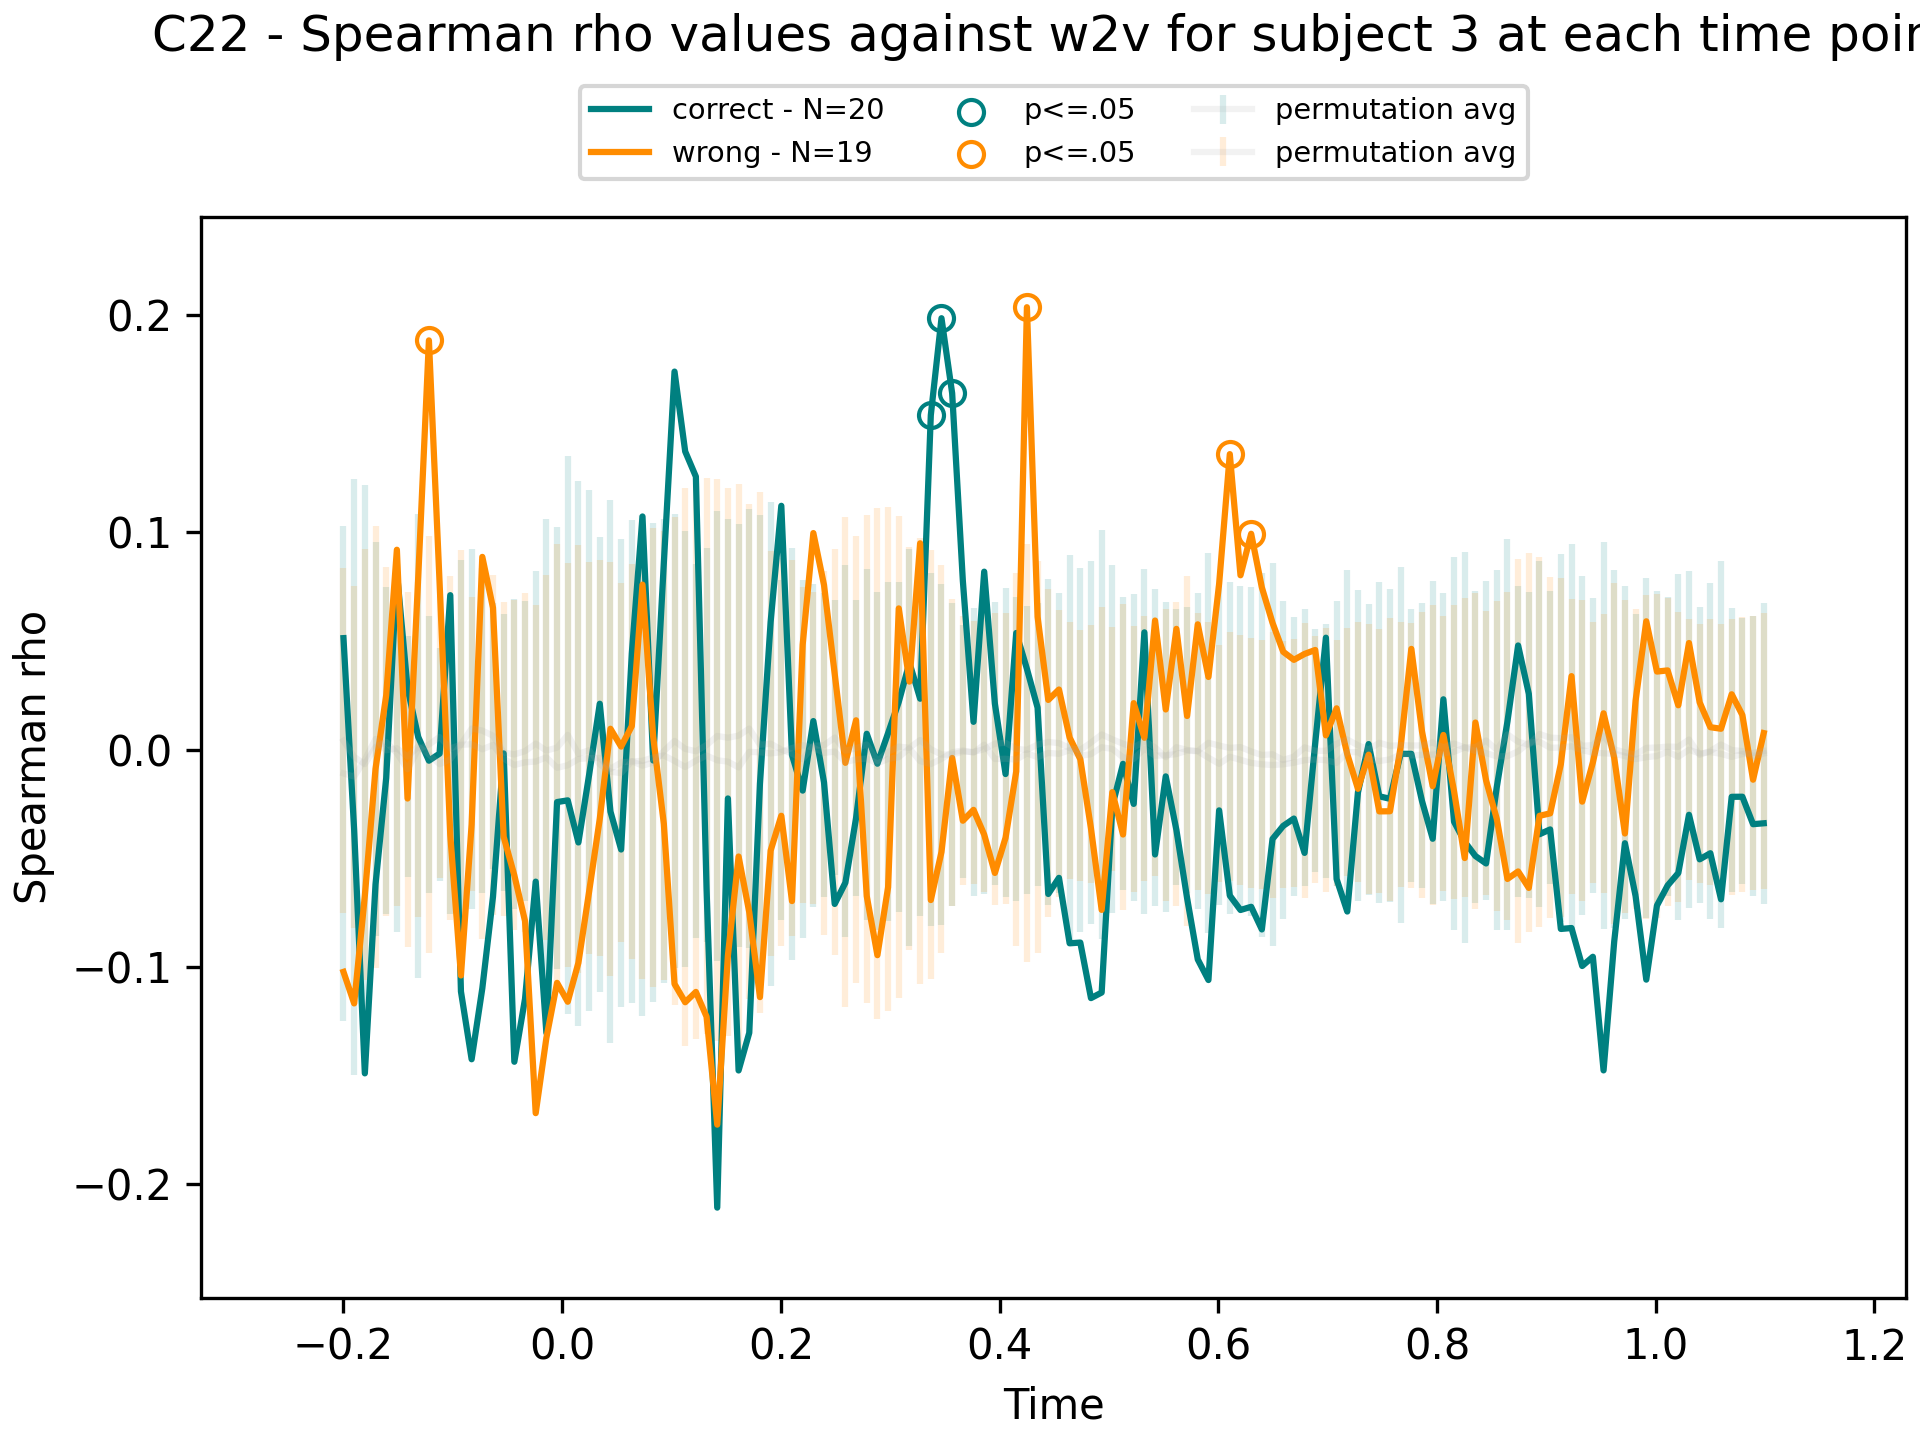 C22 - Spearman rho values against w2v for subject 3 at each time poin
correct - N=20
wrong - N=19
p<=.05
p<=.05
permutation avg
permutation avg
Spearman rho
0.2
0.1
0.0
−0.1
−0.2
−0.2 0.0 0.2 0.4 0.6 0.8 1.0 1.2
Time